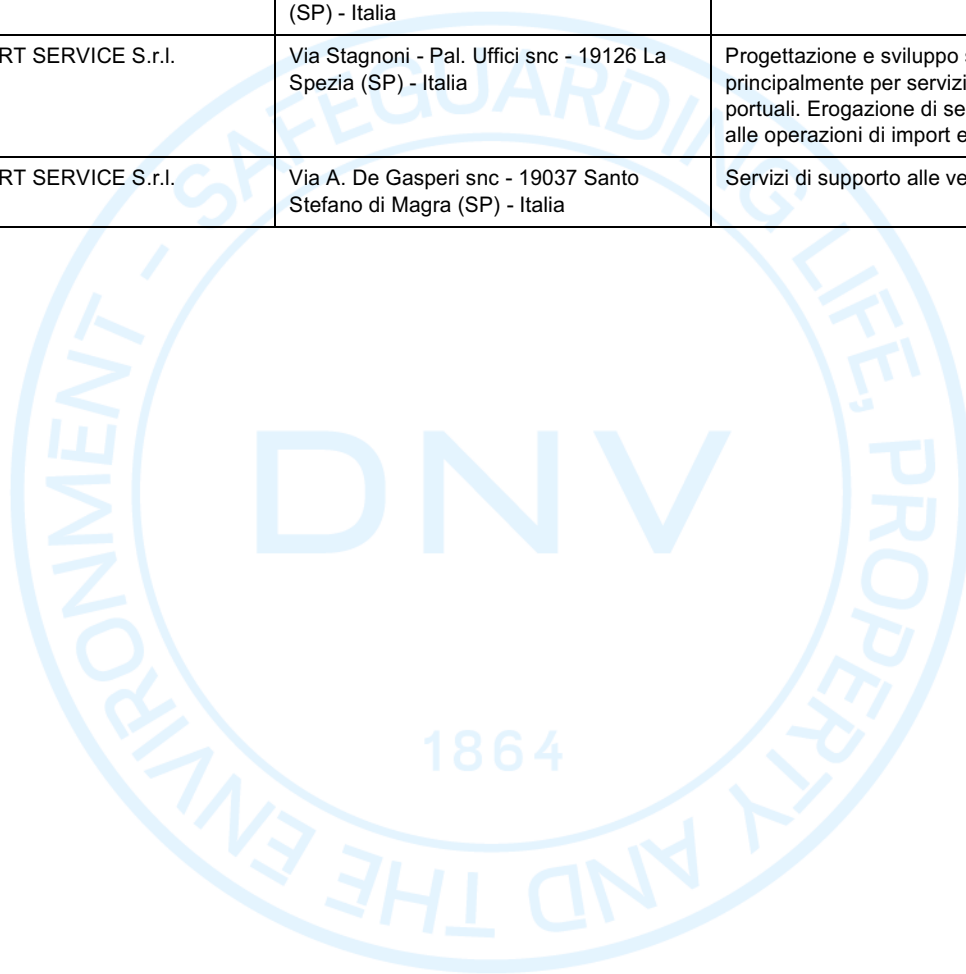 (SP) - Italia
RT SERVICE S.r.l.
Via Stagnoni - Pal. Uffici snc - 19126 La
Spezia (SP) - Italia
Progettazione e sviluppo
principalmente per servizi
portuali. Erogazione di se
alle operazioni di import e
RT SERVICE S.r.l.
Via A. De Gasperi snc - 19037 Santo
Stefano di Magra (SP) - Italia
Servizi di supporto alle ve
SAFEGUARDING LIFE, PROPERTY AND THE ENVIRONMENT -
DNV
1864